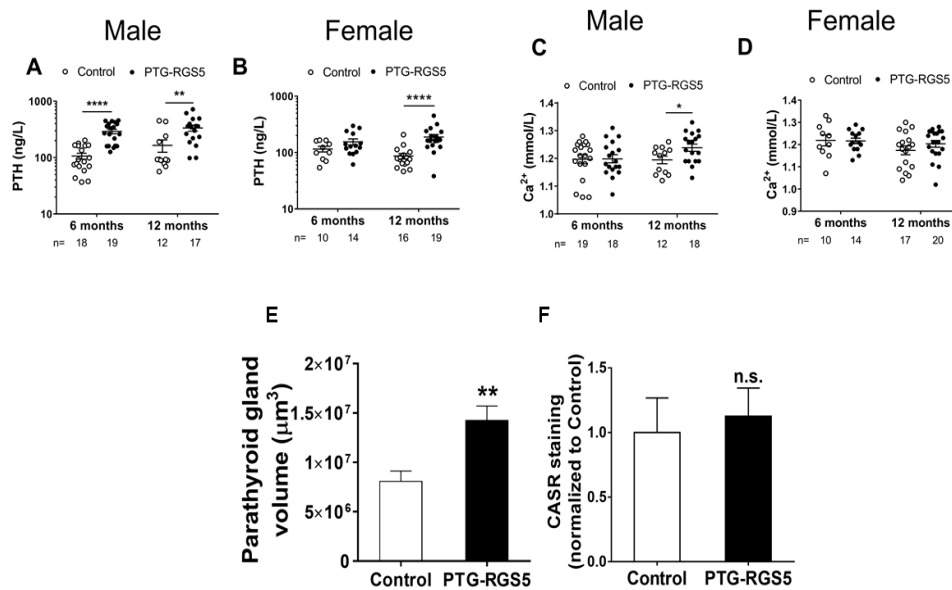 Male
Female
Male
Female
A
○ Control ● PTG-RGS5
PTH (ng/L)
1000
100
10
****
**
6 months 12 months
n= 18 19 12 17
B
○ Control ● PTG-RGS5
PTH (ng/L)
1000
100
10
****
6 months 12 months
n= 10 14 16 19
C
○ Control ● PTG-RGS5
Ca²⁺ (mmol/L)
1.4
1.3
1.2
1.1
1.0
*
6 months 12 months
n= 19 18 12 18
D
○ Control ● PTG-RGS5
Ca²⁺ (mmol/L)
1.4
1.3
1.2
1.1
1.0
0.9
6 months 12 months
n= 10 14 17 20
E
Parathyroid gland
volume (μm³)
2×10⁷
1.5×10⁷
1×10⁷
5×10⁶
0
**
Control PTG-RGS5
F
CASR staining
(normalized to Control)
1.5
1.0
0.5
0.0
n.s.
Control PTG-RGS5